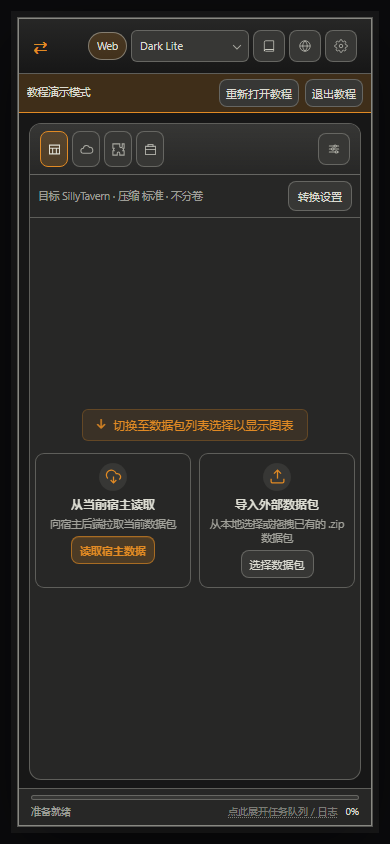 Web
Dark Lite
教程演示模式
重新打开教程
退出教程
目标 SillyTavern · 压缩 标准 · 不分卷
转换设置
切换至数据包列表选择以显示图表
从当前宿主读取
向宿主后端拉取当前数据包
读取宿主数据
导入外部数据包
从本地选择或拖拽已有的 .zip
数据包
选择数据包
准备就绪
点此展开任务队列 / 日志
0%